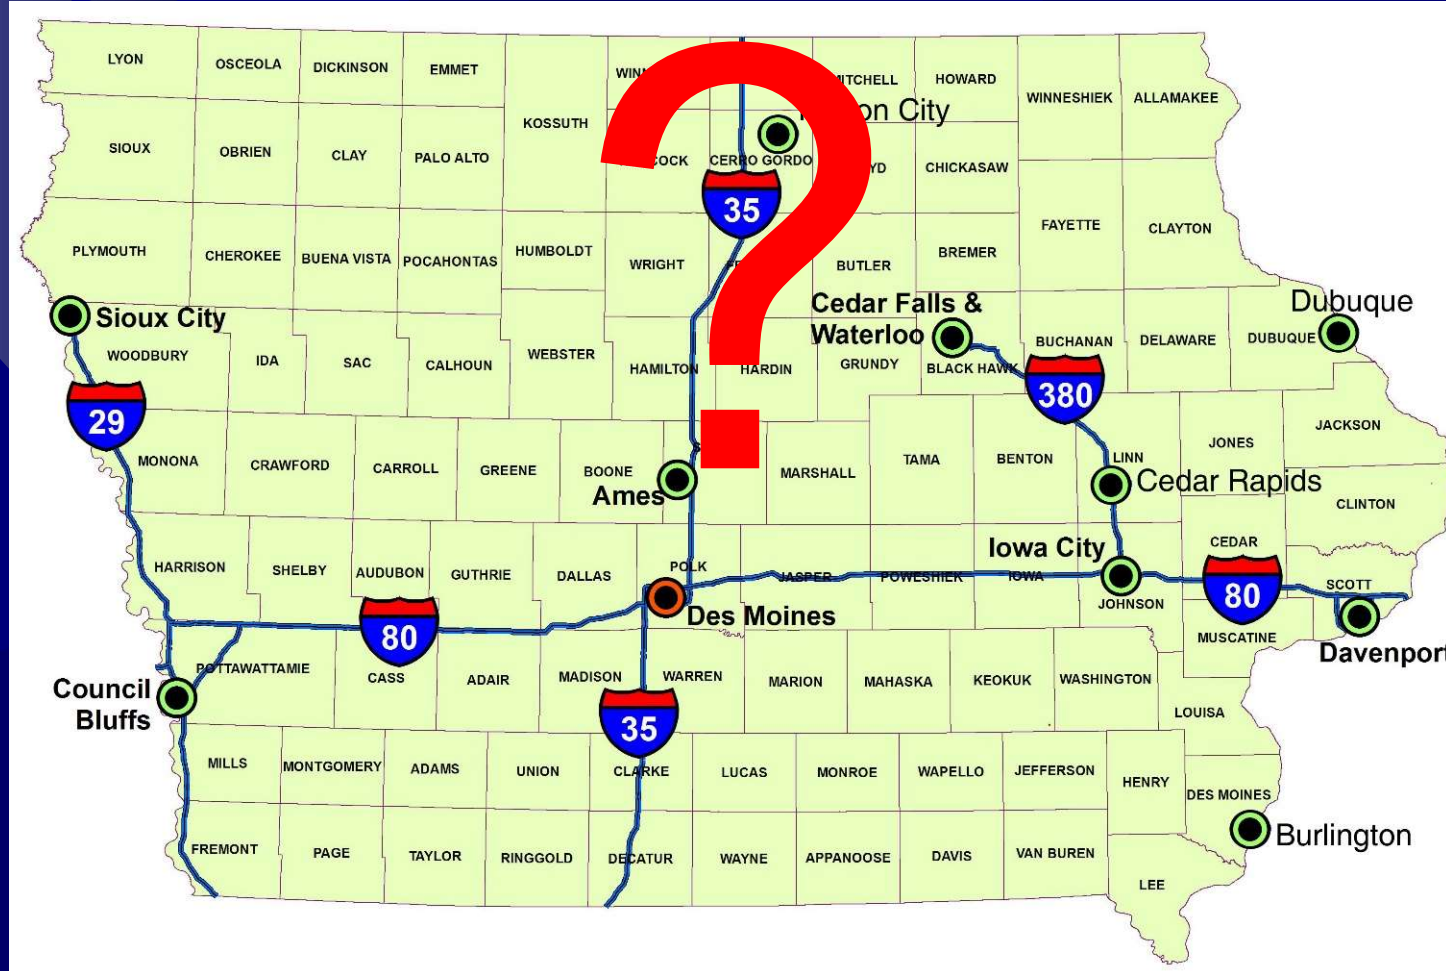 LYON
OSCEOLA
DICKINSON
EMMET
KOSSUTH
HOWARD
WINNESHIEK
ALLAMAKEE
City
SIOUX
OBRIEN
CLAY
PALO ALTO
CERRO GORDO
CHICKASAW
35
FAYETTE
CLAYTON
PLYMOUTH
CHEROKEE
BUENA VISTA
POCAHONTAS
HUMBOLDT
WRIGHT
BUTLER
BREMER
Sioux City
Cedar Falls &
Waterloo
Dubuque
WOODBURY
IDA
SAC
CALHOUN
WEBSTER
HAMILTON
HARDIN
GRUNDY
BLACK HAWK
BUCHANAN
DELAWARE
DUBUQUE
29
380
JACKSON
MONONA
CRAWFORD
CARROLL
GREENE
BOONE
MARSHALL
TAMA
BENTON
LINN
JONES
Ames
Cedar Rapids
CLINTON
HARRISON
SHELBY
AUDUBON
GUTHRIE
DALLAS
POLK
JASPER
POWESHIEK
IOWA
Iowa City
CEDAR
JOHNSON
80
SCOTT
80
Des Moines
MUSCATINE
Davenport
POTTAWATTAMIE
CASS
ADAIR
MADISON
WARREN
MARION
MAHASKA
KEOKUK
WASHINGTON
LOUISA
Council
Bluffs
35
MILLS
MONTGOMERY
ADAMS
UNION
CLARKE
LUCAS
MONROE
WAPELLO
JEFFERSON
HENRY
DES MOINES
Burlington
FREMONT
PAGE
TAYLOR
RINGGOLD
DECATUR
WAYNE
APPANOOSE
DAVIS
VAN BUREN
LEE
?